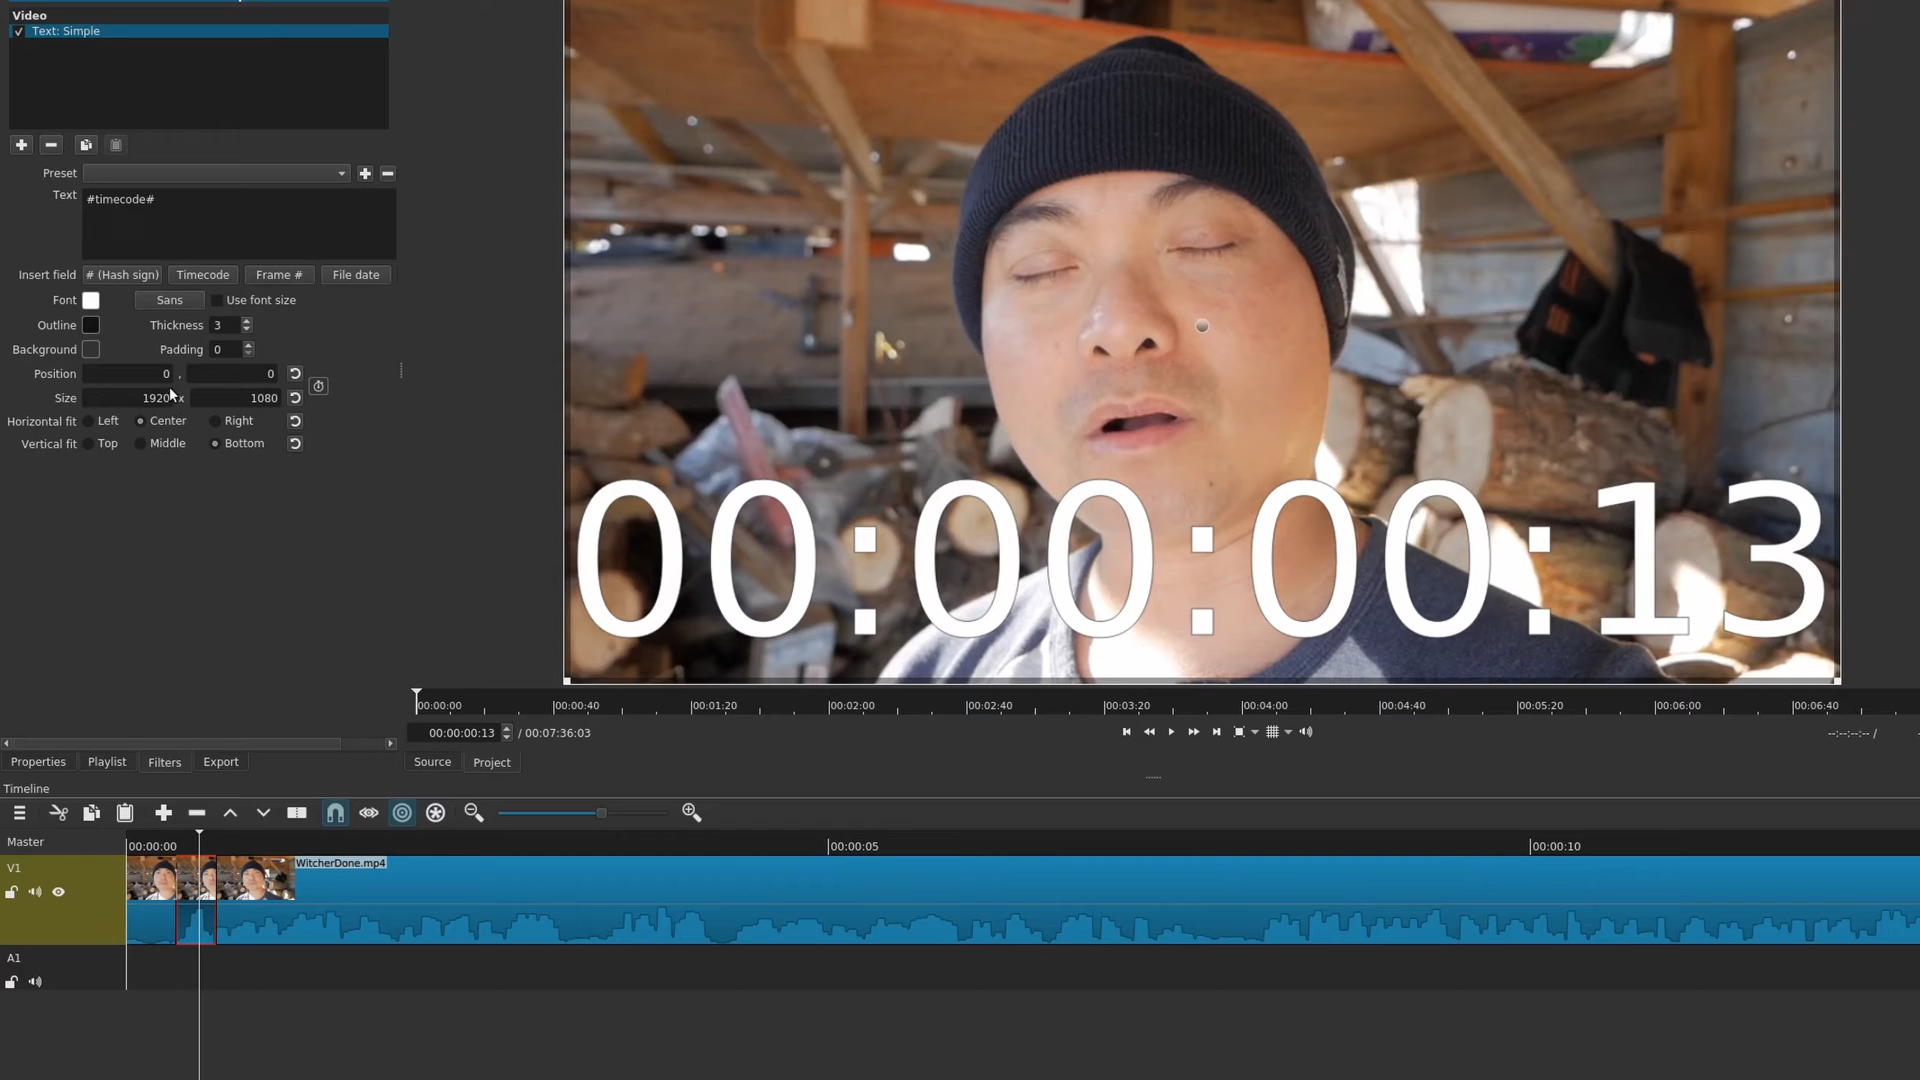 Video
Text: Simple
Preset
Text
#timecode#
Insert field # (Hash sign) Timecode Frame # File date
Font Sans Use font size
Outline Thickness 3
Background Padding 0
Position 0 , 0
Size 1920 x 1080
Horizontal fit Left Center Right
Vertical fit Top Middle Bottom
00:00:00:13
00:00:00 00:00:40 00:01:20 00:02:00 00:02:40 00:03:20 00:04:00 00:04:40 00:05:20 00:06:00 00:06:40
00:00:00:13 / 00:07:36:03 --:--:--:-- /
Properties Playlist Filters Export Source Project
Timeline
Master 00:00:00 00:00:05 00:00:10
V1 WitcherDone.mp4
A1